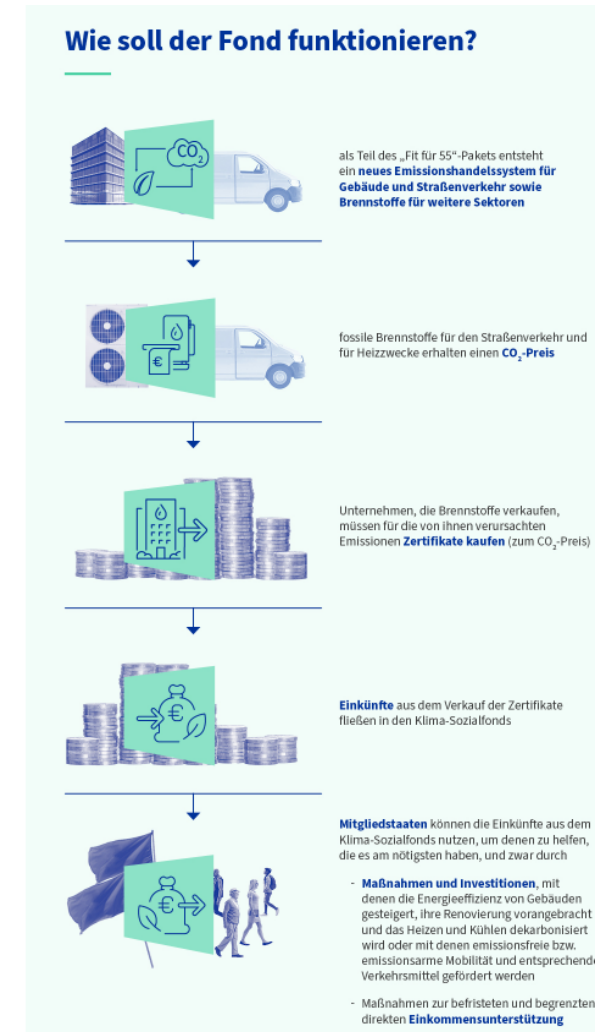 Wie soll der Fond funktionieren?
CO2
als Teil des „Fit für 55“-Pakets entsteht
ein neues Emissionshandelssystem für
Gebäude und Straßenverkehr sowie
Brennstoffe für weitere Sektoren
€
fossile Brennstoffe für den Straßenverkehr und
für Heizzwecke erhalten einen CO2-Preis
Unternehmen, die Brennstoffe verkaufen,
müssen für die von ihnen verursachten
Emissionen Zertifikate kaufen (zum CO2-Preis)
€
Einkünfte aus dem Verkauf der Zertifikate
fließen in den Klima-Sozialfonds
€
Mitgliedstaaten können die Einkünfte aus dem
Klima-Sozialfonds nutzen, um denen zu helfen,
die es am nötigsten haben, und zwar durch
- Maßnahmen und Investitionen, mit
denen die Energieeffizienz von Gebäuden
gesteigert, ihre Renovierung vorangebracht
und das Heizen und Kühlen dekarbonisiert
wird oder mit denen emissionsfreie bzw.
emissionsarme Mobilität und entsprechende
Verkehrsmittel gefördert werden
- Maßnahmen zur befristeten und begrenzten
direkten Einkommensunterstützung